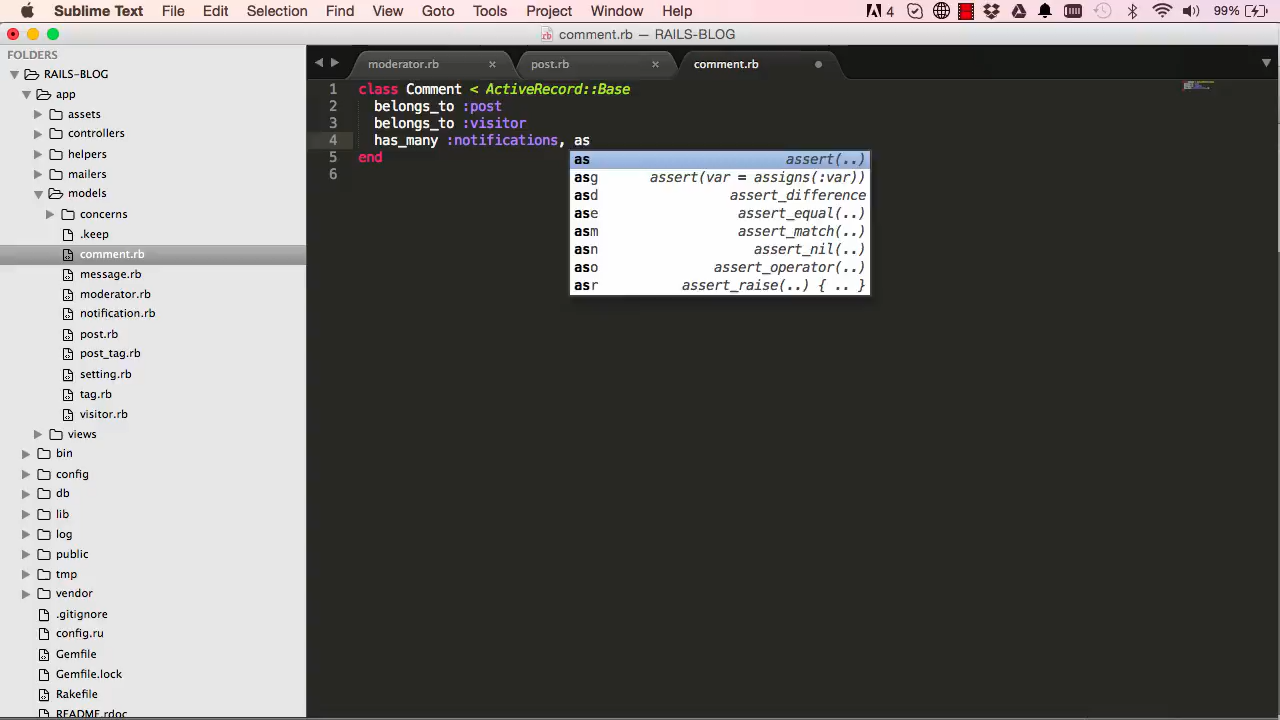 Sublime Text File Edit Selection Find View Goto Tools Project Window Help 4 99%
comment.rb — RAILS-BLOG
FOLDERS
RAILS-BLOG
app
assets
controllers
helpers
mailers
models
concerns
.keep
comment.rb
message.rb
moderator.rb
notification.rb
post.rb
post_tag.rb
setting.rb
tag.rb
visitor.rb
views
bin
config
db
lib
log
public
tmp
vendor
.gitignore
config.ru
Gemfile
Gemfile.lock
Rakefile
README.rdoc
moderator.rb × post.rb × comment.rb
1 class Comment < ActiveRecord::Base
2 belongs_to :post
3 belongs_to :visitor
4 has_many :notifications, as
5 end
6
as assert(..)
asg assert(var = assigns(:var))
asd assert_difference
ase assert_equal(..)
asm assert_match(..)
asn assert_nil(..)
aso assert_operator(..)
asr assert_raise(..) { .. }